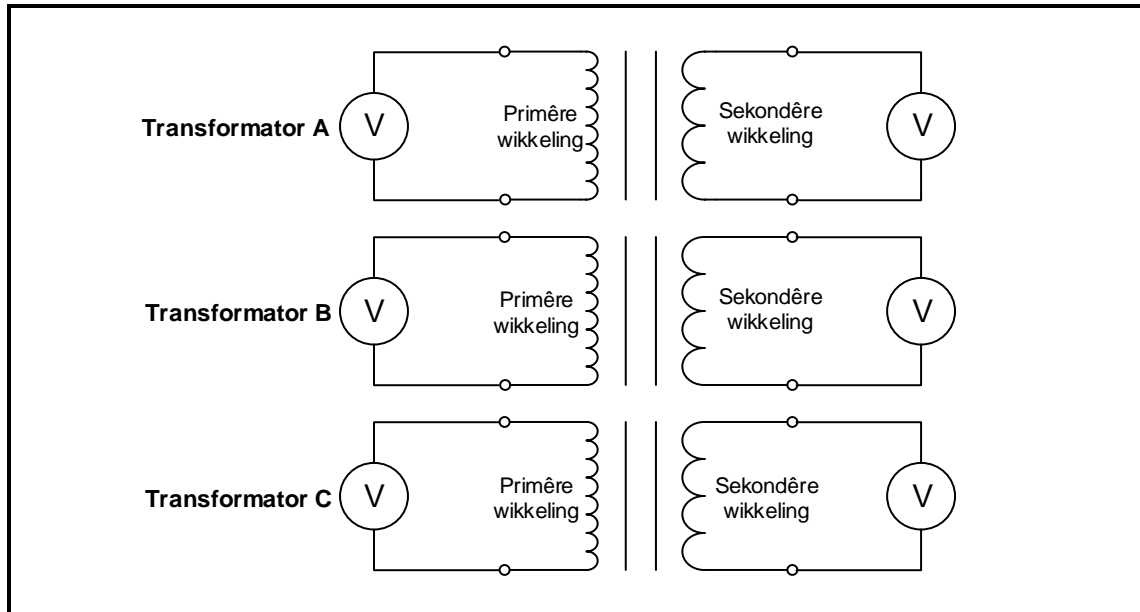 Transformator A
V
Primêre
wikkeling
Sekondêre
wikkeling
V
Transformator B
V
Primêre
wikkeling
Sekondêre
wikkeling
V
Transformator C
V
Primêre
wikkeling
Sekondêre
wikkeling
V